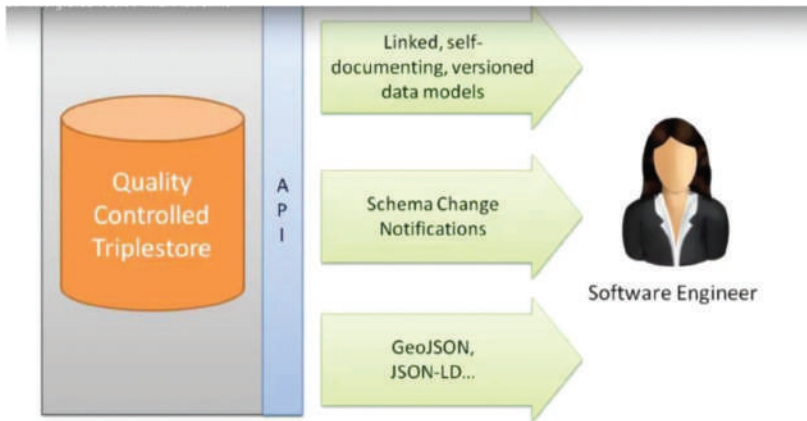 Quality
Controlled
Triplestore
A
P
I
Linked, self-
documenting, versioned
data models
Schema Change
Notifications
GeoJSON,
JSON-LD...
Software Engineer